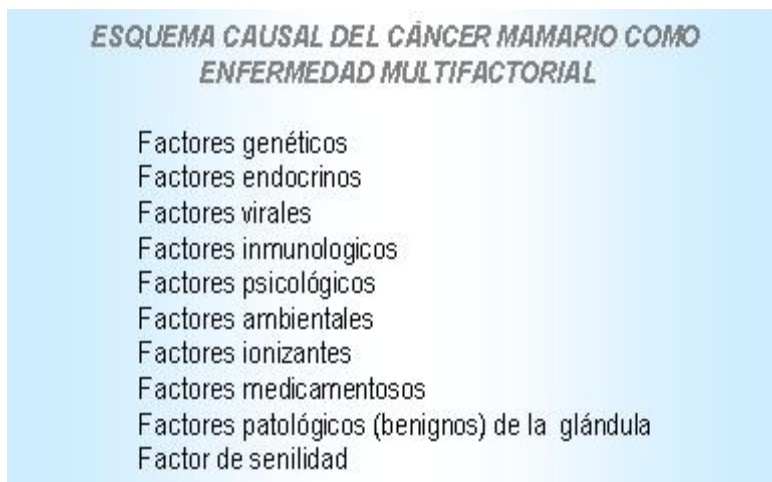 ESQUEMA CAUSAL DEL CÁNCER MAMARIO COMO
ENFERMEDAD MULTIFACTORIAL
Factores genéticos
Factores endocrinos
Factores virales
Factores inmunologicos
Factores psicológicos
Factores ambientales
Factores ionizantes
Factores medicamentosos
Factores patológicos (benignos) de la glándula
Factor de senilidad